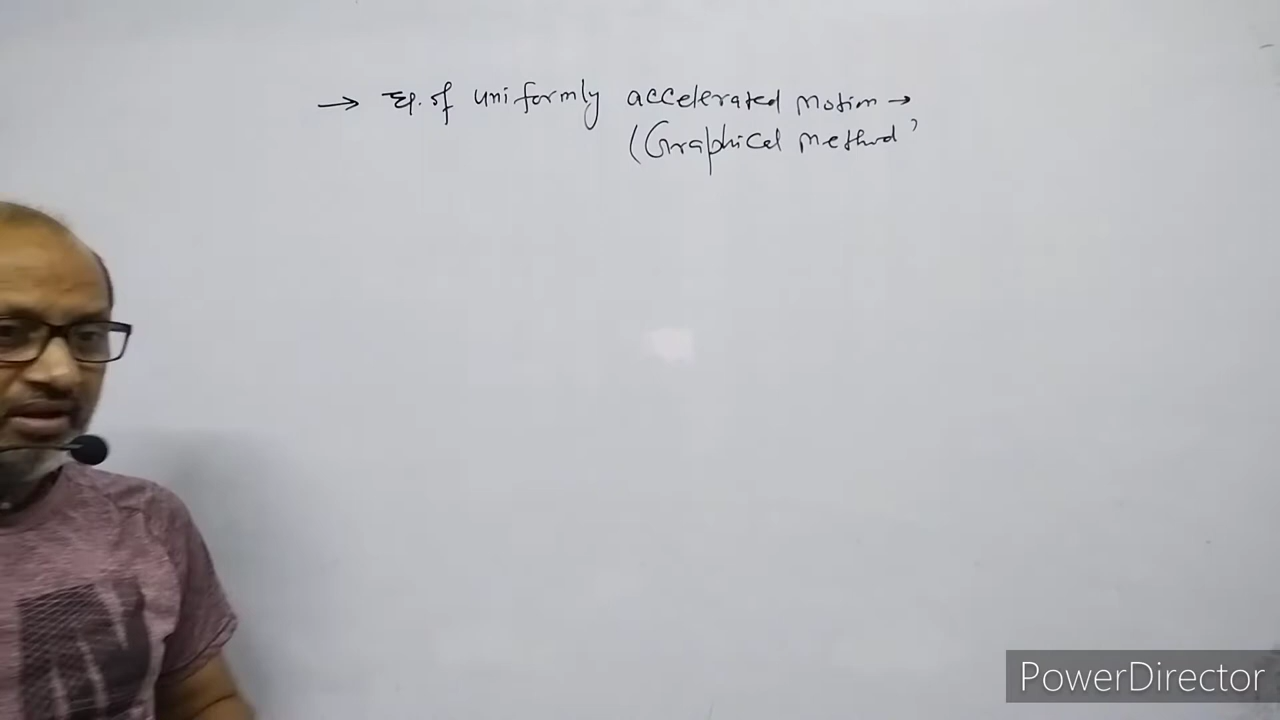 → Eq. of uniformly accelerated motion →
(Graphical method)
PowerDirector